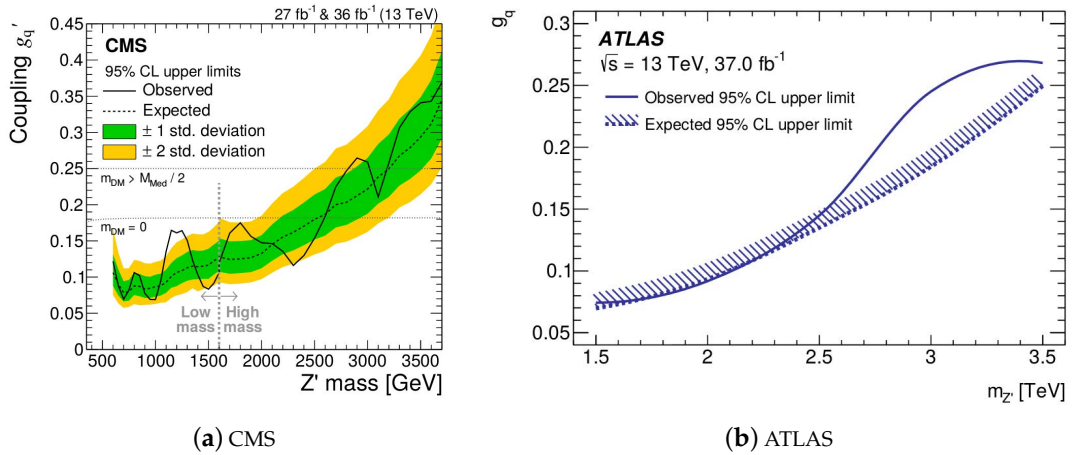 27 fb⁻¹ & 36 fb⁻¹ (13 TeV)
Coupling g'q
0.45
0.4
0.35
0.3
0.25
0.2
0.15
0.1
0.05
0
CMS
95% CL upper limits
Observed
Expected
± 1 std. deviation
± 2 std. deviation
m_DM > M_Med / 2
m_DM = 0
Low mass
High mass
500 1000 1500 2000 2500 3000 3500
Z' mass [GeV]
(a) CMS
g_q
0.3
0.25
0.2
0.15
0.1
0.05
ATLAS
√s = 13 TeV, 37.0 fb⁻¹
Observed 95% CL upper limit
Expected 95% CL upper limit
1.5 2 2.5 3 3.5
m_Z' [TeV]
(b) ATLAS